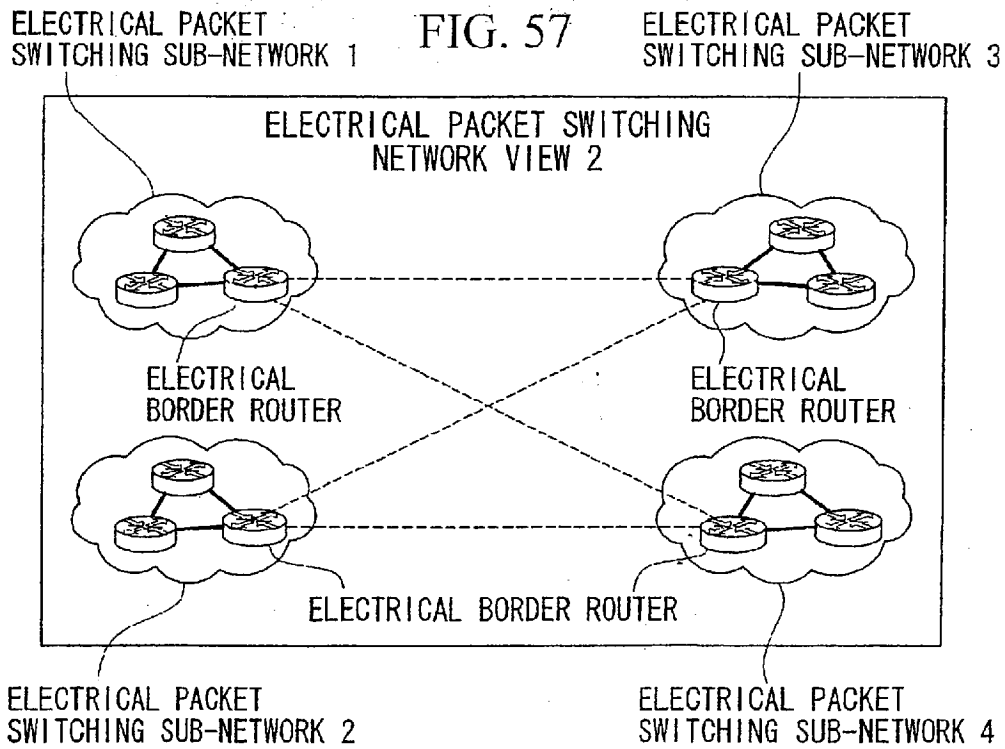 FIG. 57
ELECTRICAL PACKET
SWITCHING SUB-NETWORK 1
ELECTRICAL PACKET
SWITCHING SUB-NETWORK 3
ELECTRICAL PACKET SWITCHING
NETWORK VIEW 2
ELECTRICAL
BORDER ROUTER
ELECTRICAL
BORDER ROUTER
ELECTRICAL BORDER ROUTER
ELECTRICAL PACKET
SWITCHING SUB-NETWORK 2
ELECTRICAL PACKET
SWITCHING SUB-NETWORK 4